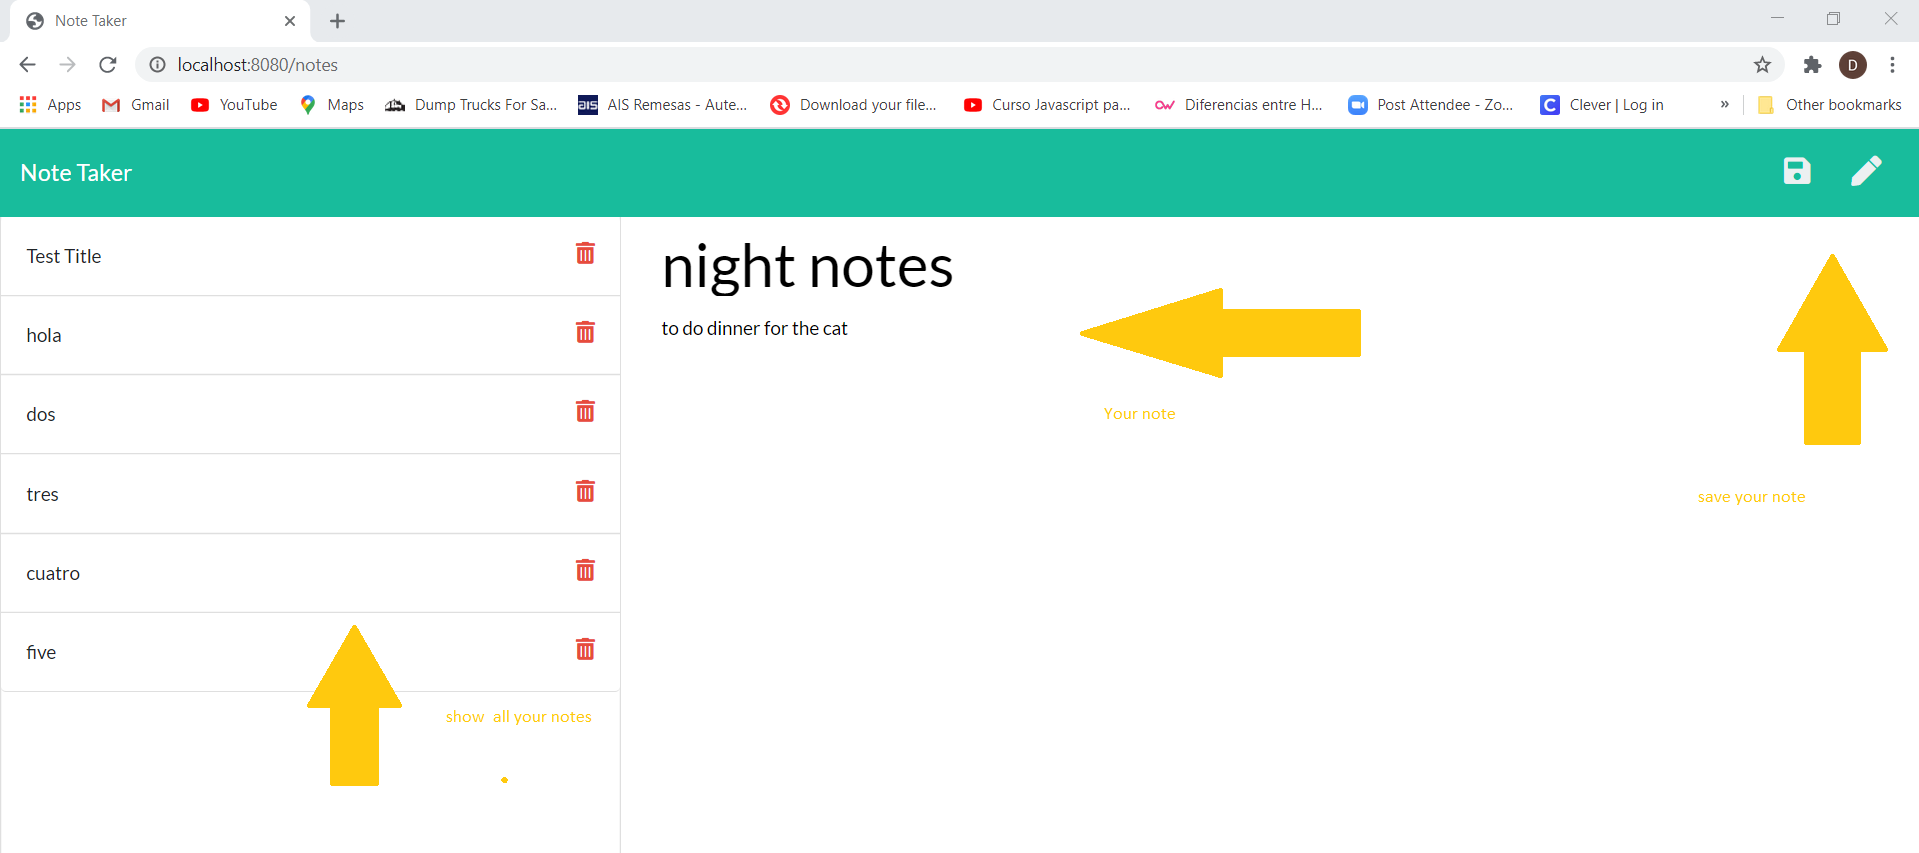 Note Taker
localhost:8080/notes
D
Apps Gmail YouTube Maps Dump Trucks For Sa... AIS Remesas - Aute... Download your file... Curso Javascript pa... Diferencias entre H... Post Attendee - Zo... Clever | Log in » Other bookmarks
Note Taker
Test Title
hola
dos
tres
cuatro
five
show all your notes
night notes
to do dinner for the cat
Your note
save your note